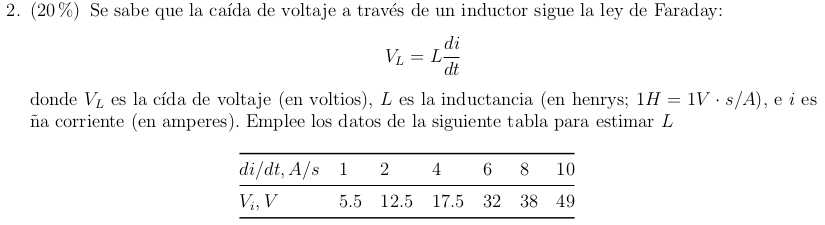 2. (20 %) Se sabe que la caída de voltaje a través de un inductor sigue la ley de Faraday:
V_L = L di/dt
donde V_L es la cída de voltaje (en voltios), L es la inductancia (en henrys; 1H = 1V · s/A), e i es
ña corriente (en amperes). Emplee los datos de la siguiente tabla para estimar L
di/dt, A/s 1 2 4 6 8 10
V_i, V 5.5 12.5 17.5 32 38 49